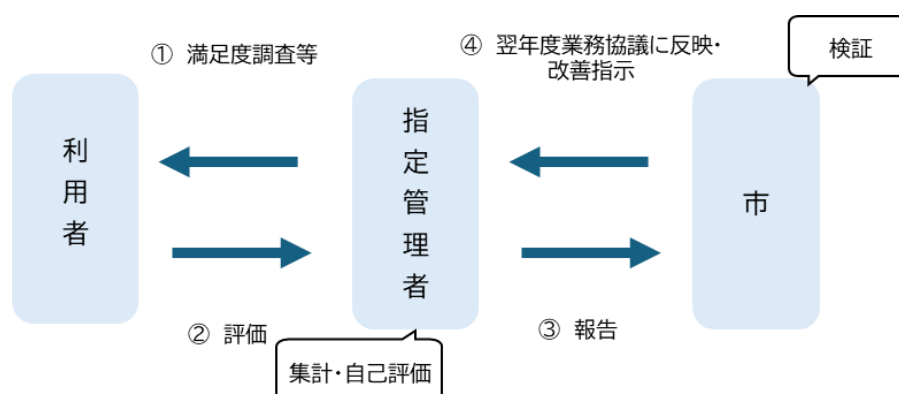 ① 満足度調査等
④ 翌年度業務協議に反映・
改善指示
検証
利用者
指定管理者
市
② 評価
③ 報告
集計・自己評価